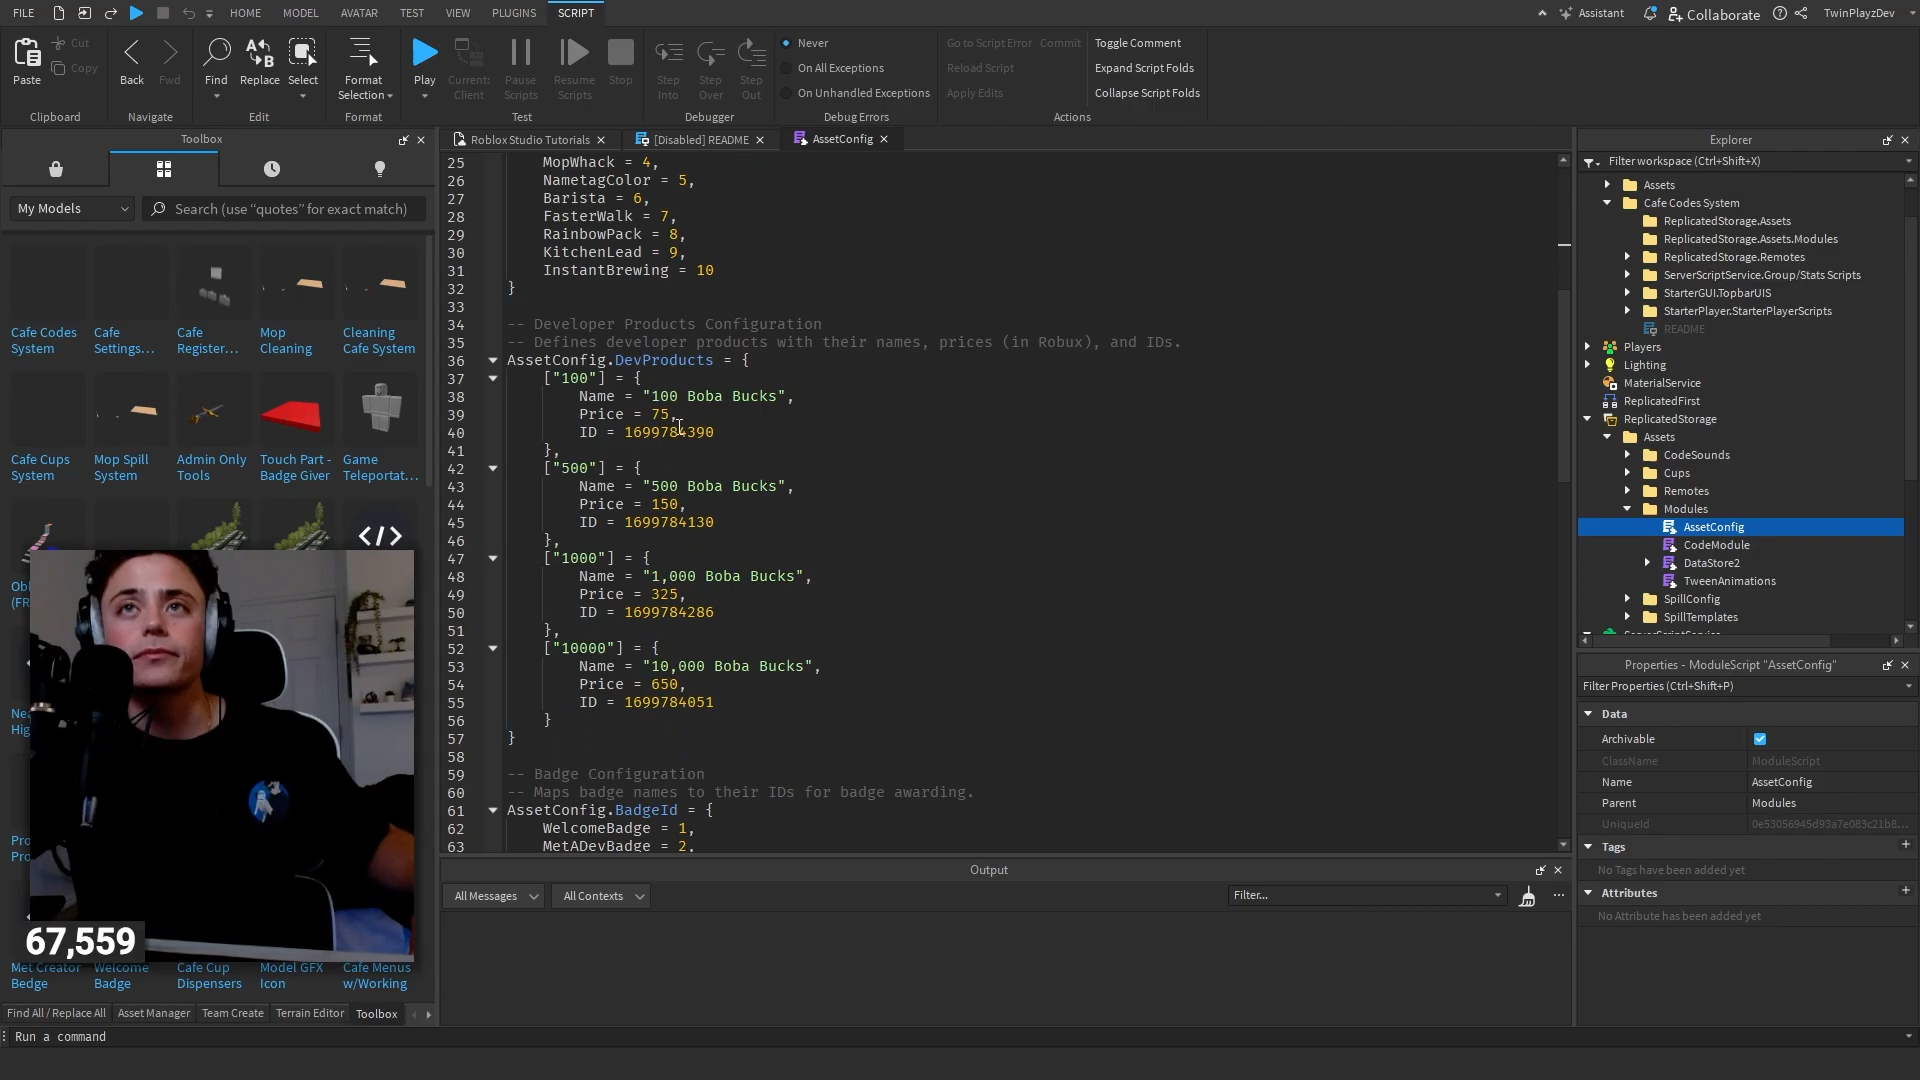 FILE HOME MODEL AVATAR TEST VIEW PLUGINS SCRIPT Assistant Collaborate TwinPlayzDev
Paste Cut Copy Back Fwd Find Replace Select Format Selection Play Current: Client Pause Scripts Resume Scripts Stop Step Into Step Over Step Out
Never
On All Exceptions
On Unhandled Exceptions
Go to Script Error Commit
Reload Script
Apply Edits
Toggle Comment
Expand Script Folds
Collapse Script Folds
Clipboard Navigate Edit Format Test Debugger Debug Errors Actions
Toolbox
My Models Search (use “quotes” for exact match)
Cafe Codes System
Cafe Settings...
Cafe Register...
Mop Cleaning
Cleaning Cafe System
Cafe Cups System
Mop Spill System
Admin Only Tools
Touch Part - Badge Giver
Game Teleportat...
67,559
Met Creator Bedge
Welcome Badge
Cafe Cup Dispensers
Model GFX Icon
Cafe Menus w/Working
Find All / Replace All Asset Manager Team Create Terrain Editor Toolbox
Run a command
Roblox Studio Tutorials [Disabled] README AssetConfig
25 MopWhack = 4,
26 NametagColor = 5,
27 Barista = 6,
28 FasterWalk = 7,
29 RainbowPack = 8,
30 KitchenLead = 9,
31 InstantBrewing = 10
32 }
33
34 -- Developer Products Configuration
35 -- Defines developer products with their names, prices (in Robux), and IDs.
36 AssetConfig.DevProducts = {
37 ["100"] = {
38 Name = "100 Boba Bucks",
39 Price = 75,
40 ID = 1699784390
41 },
42 ["500"] = {
43 Name = "500 Boba Bucks",
44 Price = 150,
45 ID = 1699784130
46 },
47 ["1000"] = {
48 Name = "1,000 Boba Bucks",
49 Price = 325,
50 ID = 1699784286
51 },
52 ["10000"] = {
53 Name = "10,000 Boba Bucks",
54 Price = 650,
55 ID = 1699784051
56 }
57 }
58
59 -- Badge Configuration
60 -- Maps badge names to their IDs for badge awarding.
61 AssetConfig.BadgeId = {
62 WelcomeBadge = 1,
63 MetADevBadge = 2,
Output
All Messages All Contexts Filter...
Explorer
Filter workspace (Ctrl+Shift+X)
Assets
Cafe Codes System
ReplicatedStorage.Assets
ReplicatedStorage.Assets.Modules
ReplicatedStorage.Remotes
ServerScriptService.Group/Stats Scripts
StarterGUI.TopbarUIS
StarterPlayer.StarterPlayerScripts
README
Players
Lighting
MaterialService
ReplicatedFirst
ReplicatedStorage
Assets
CodeSounds
Cups
Remotes
Modules
AssetConfig
CodeModule
DataStore2
TweenAnimations
SpillConfig
SpillTemplates
Properties - ModuleScript "AssetConfig"
Filter Properties (Ctrl+Shift+P)
Data
Archivable
ClassName ModuleScript
Name AssetConfig
Parent Modules
UniqueId 0e53056945d93a7e083c21b8...
Tags
No Tags have been added yet
Attributes
No Attribute has been added yet